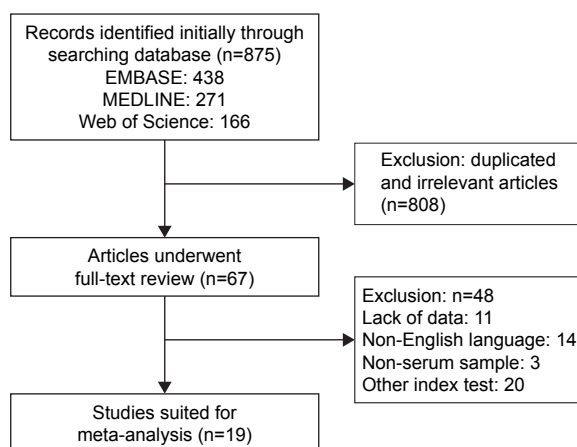 Records identified initially through
searching database (n=875)
EMBASE: 438
MEDLINE: 271
Web of Science: 166
Exclusion: duplicated
and irrelevant articles
(n=808)
Articles underwent
full-text review (n=67)
Exclusion: n=48
Lack of data: 11
Non-English language: 14
Non-serum sample: 3
Other index test: 20
Studies suited for
meta-analysis (n=19)